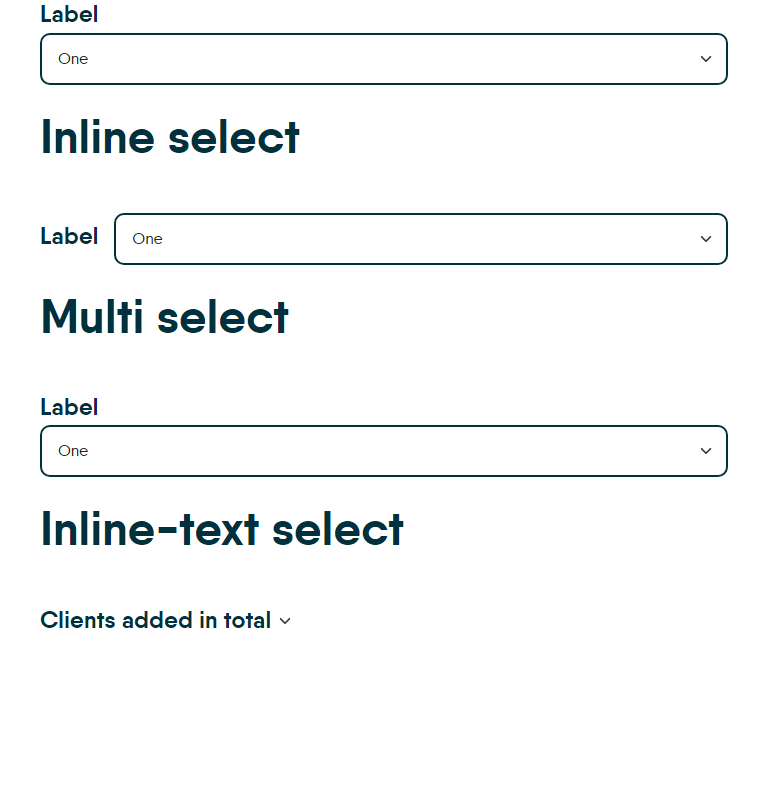 Label
One
Inline select
Label One
Multi select
Label
One
Inline-text select
Clients added in total